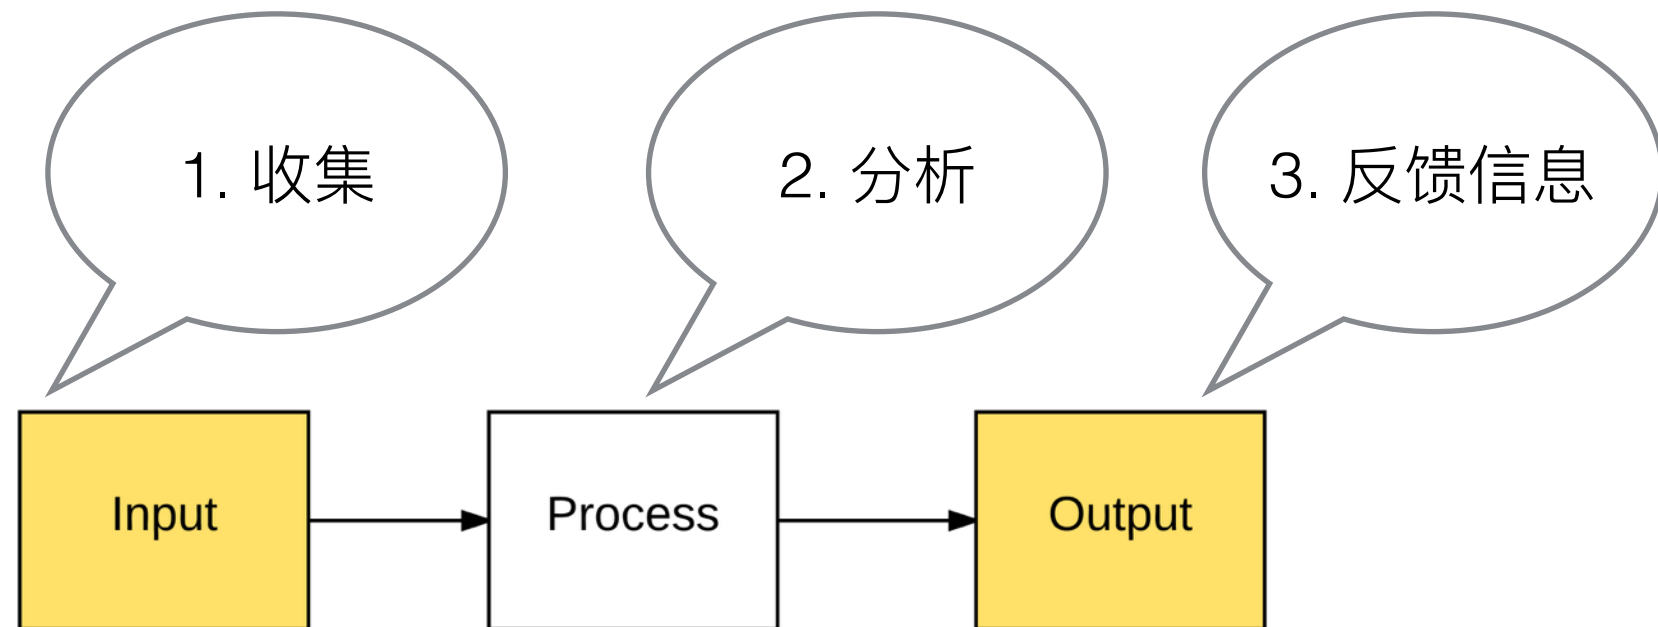 1. 收集
2. 分析
3. 反馈信息
Input
Process
Output